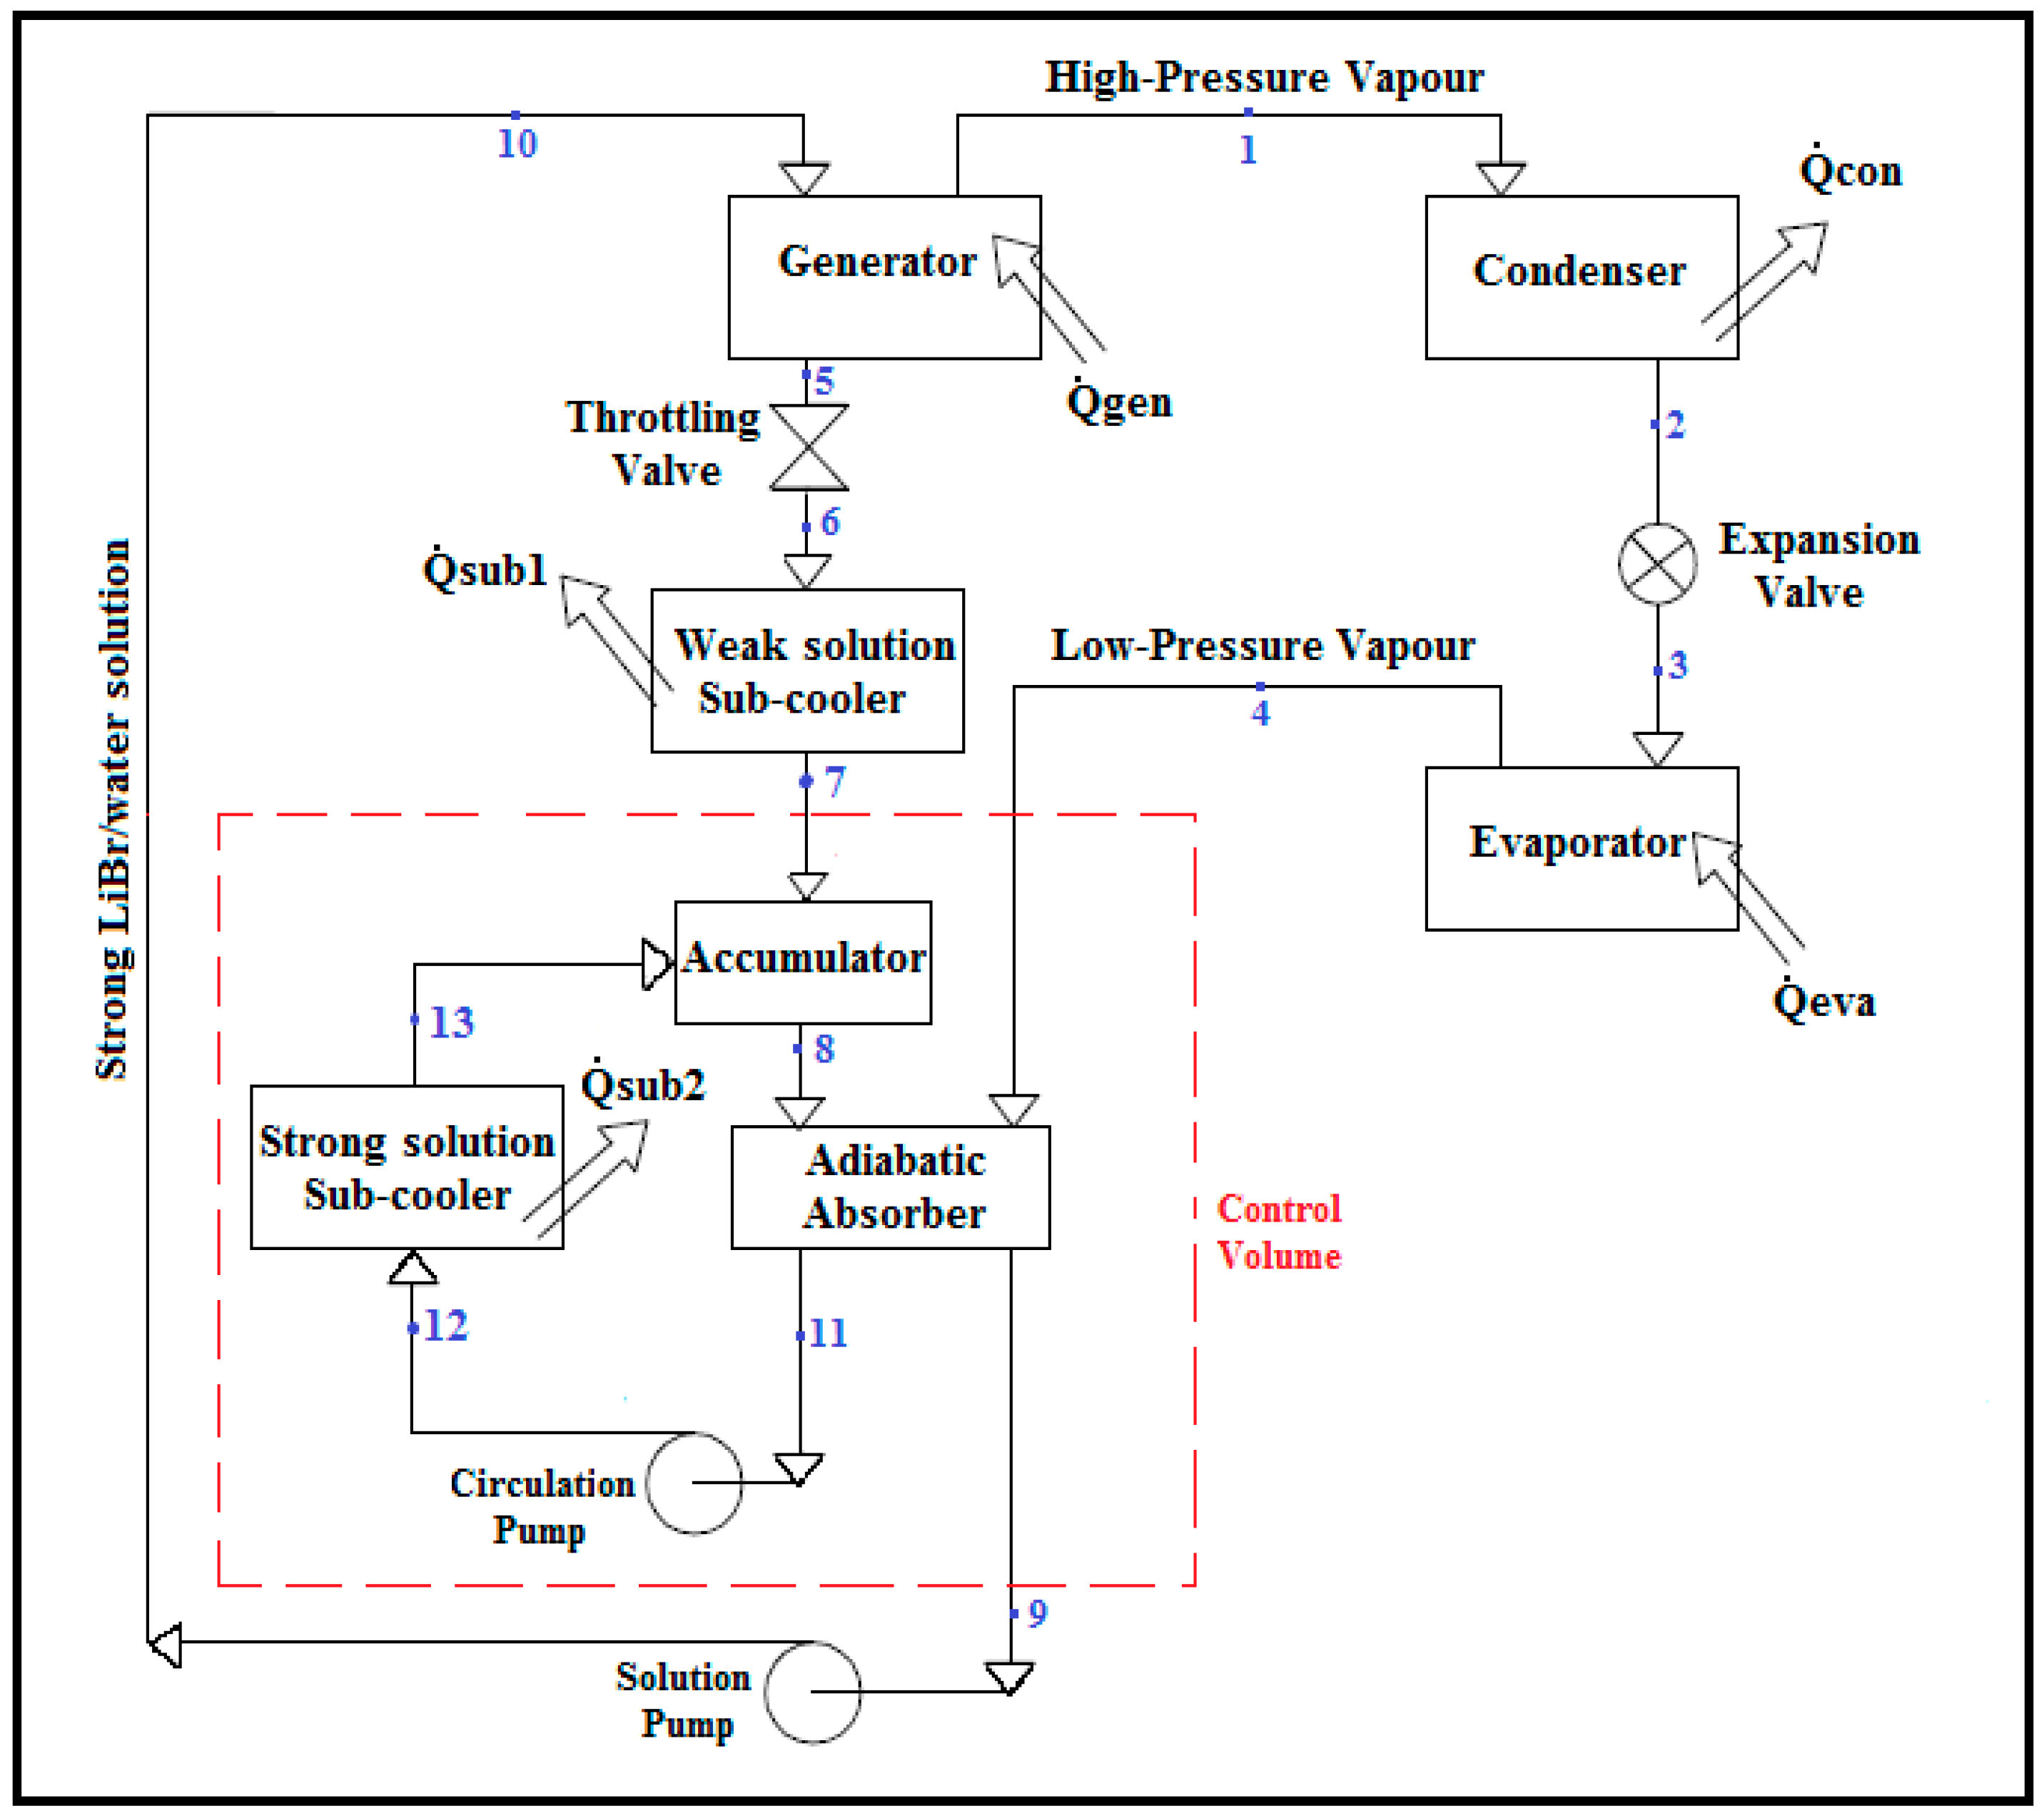 High-Pressure Vapour
10
1
Q̇con
Generator
Condenser
5
Q̇gen
Throttling
Valve
2
6
Q̇sub1
Expansion
Valve
Weak solution
Sub-cooler
Low-Pressure Vapour
3
4
7
Strong LiBr/water solution
Evaporator
Accumulator
13
8
Q̇eva
Q̇sub2
Strong solution
Sub-cooler
Adiabatic
Absorber
Control
Volume
12
11
Circulation
Pump
9
Solution
Pump